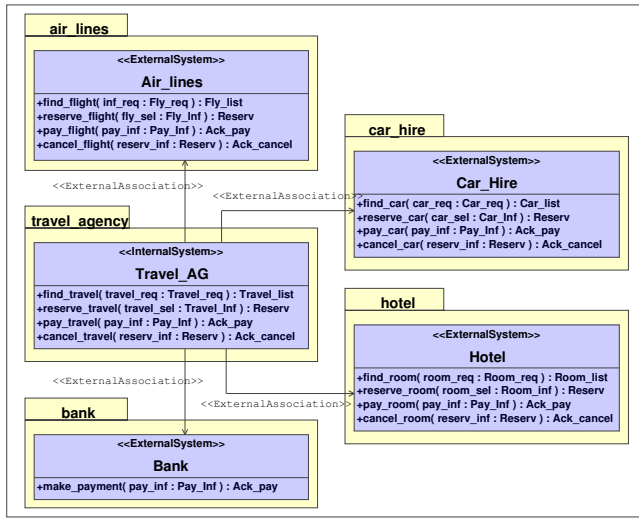 air_lines
<<ExternalSystem>>
Air_lines
+find_flight( inf_req : Fly_req ) : Fly_list
+reserve_flight( fly_sel : Fly_Inf ) : Reserv
+pay_flight( pay_inf : Pay_Inf ) : Ack_pay
+cancel_flight( reserv_inf : Reserv ) : Ack_cancel
<<ExternalAssociation>>
<<ExternalAssociation>>
car_hire
<<ExternalSystem>>
Car_Hire
+find_car( car_req : Car_req ) : Car_list
+reserve_car( car_sel : Car_Inf ) : Reserv
+pay_car( pay_inf : Pay_Inf ) : Ack_pay
+cancel_car( reserv_inf : Reserv ) : Ack_cancel
travel_agency
<<InternalSystem>>
Travel_AG
+find_travel( travel_req : Travel_req ) : Travel_list
+reserve_travel( travel_sel : Travel_Inf ) : Reserv
+pay_travel( pay_inf : Pay_Inf ) : Ack_pay
+cancel_travel( reserv_inf : Reserv ) : Ack_cancel
<<ExternalAssociation>>
<<ExternalAssociation>>
hotel
<<ExternalSystem>>
Hotel
+find_room( room_req : Room_req ) : Room_list
+reserve_room( room_sel : Room_inf ) : Reserv
+pay_room( pay_inf : Pay_Inf ) : Ack_pay
+cancel_room( reserv_inf : Reserv ) : Ack_cancel
bank
<<ExternalSystem>>
Bank
+make_payment( pay_inf : Pay_Inf ) : Ack_pay